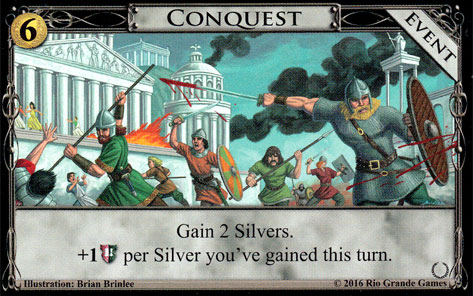 CONQUEST
6
EVENT
Gain 2 Silvers.
+1 per Silver you've gained this turn.
Illustration: Brian Brinlee
© 2016 Rio Grande Games